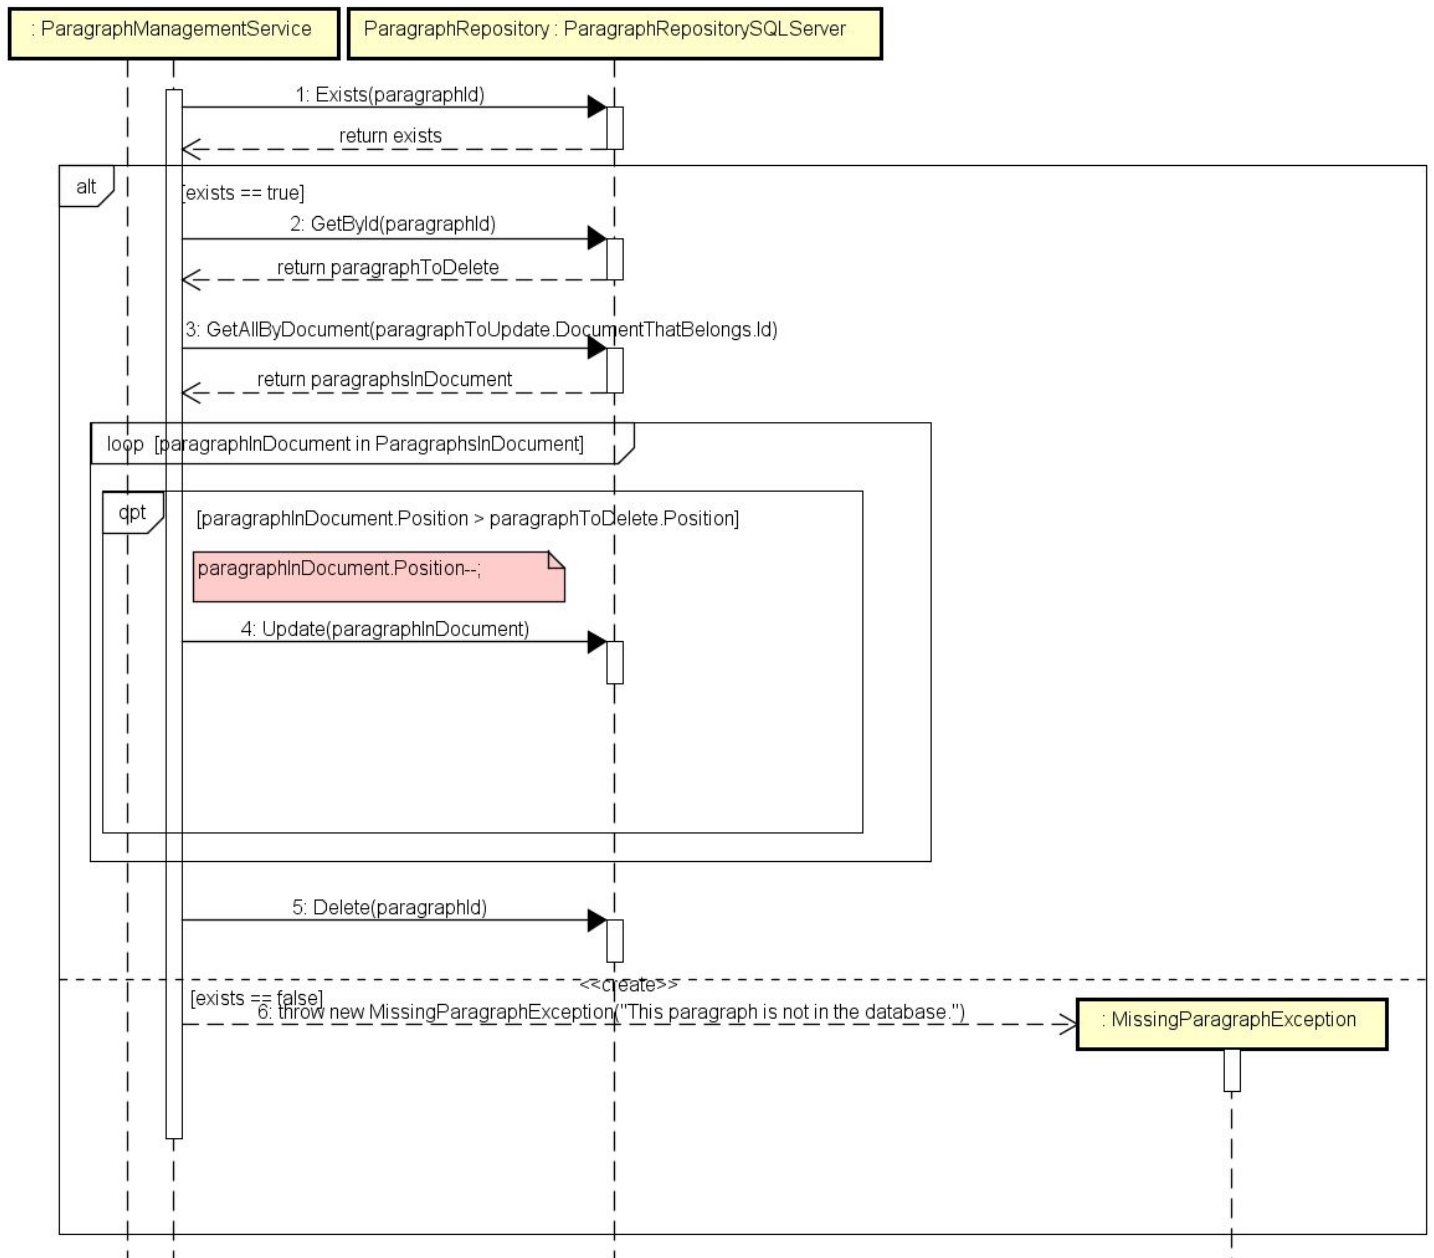 : ParagraphManagementService
ParagraphRepository : ParagraphRepositorySQLServer
1: Exists(paragraphId)
return exists
alt
[exists == true]
2: GetById(paragraphId)
return paragraphToDelete
3: GetAllByDocument(paragraphToUpdate.DocumentThatBelongs.Id)
return paragraphsInDocument
loop [paragraphInDocument in ParagraphsInDocument]
opt
[paragraphInDocument.Position > paragraphToDelete.Position]
paragraphInDocument.Position--;
4: Update(paragraphInDocument)
5: Delete(paragraphId)
<<create>>
[exists == false]
6: throw new MissingParagraphException("This paragraph is not in the database.")
: MissingParagraphException